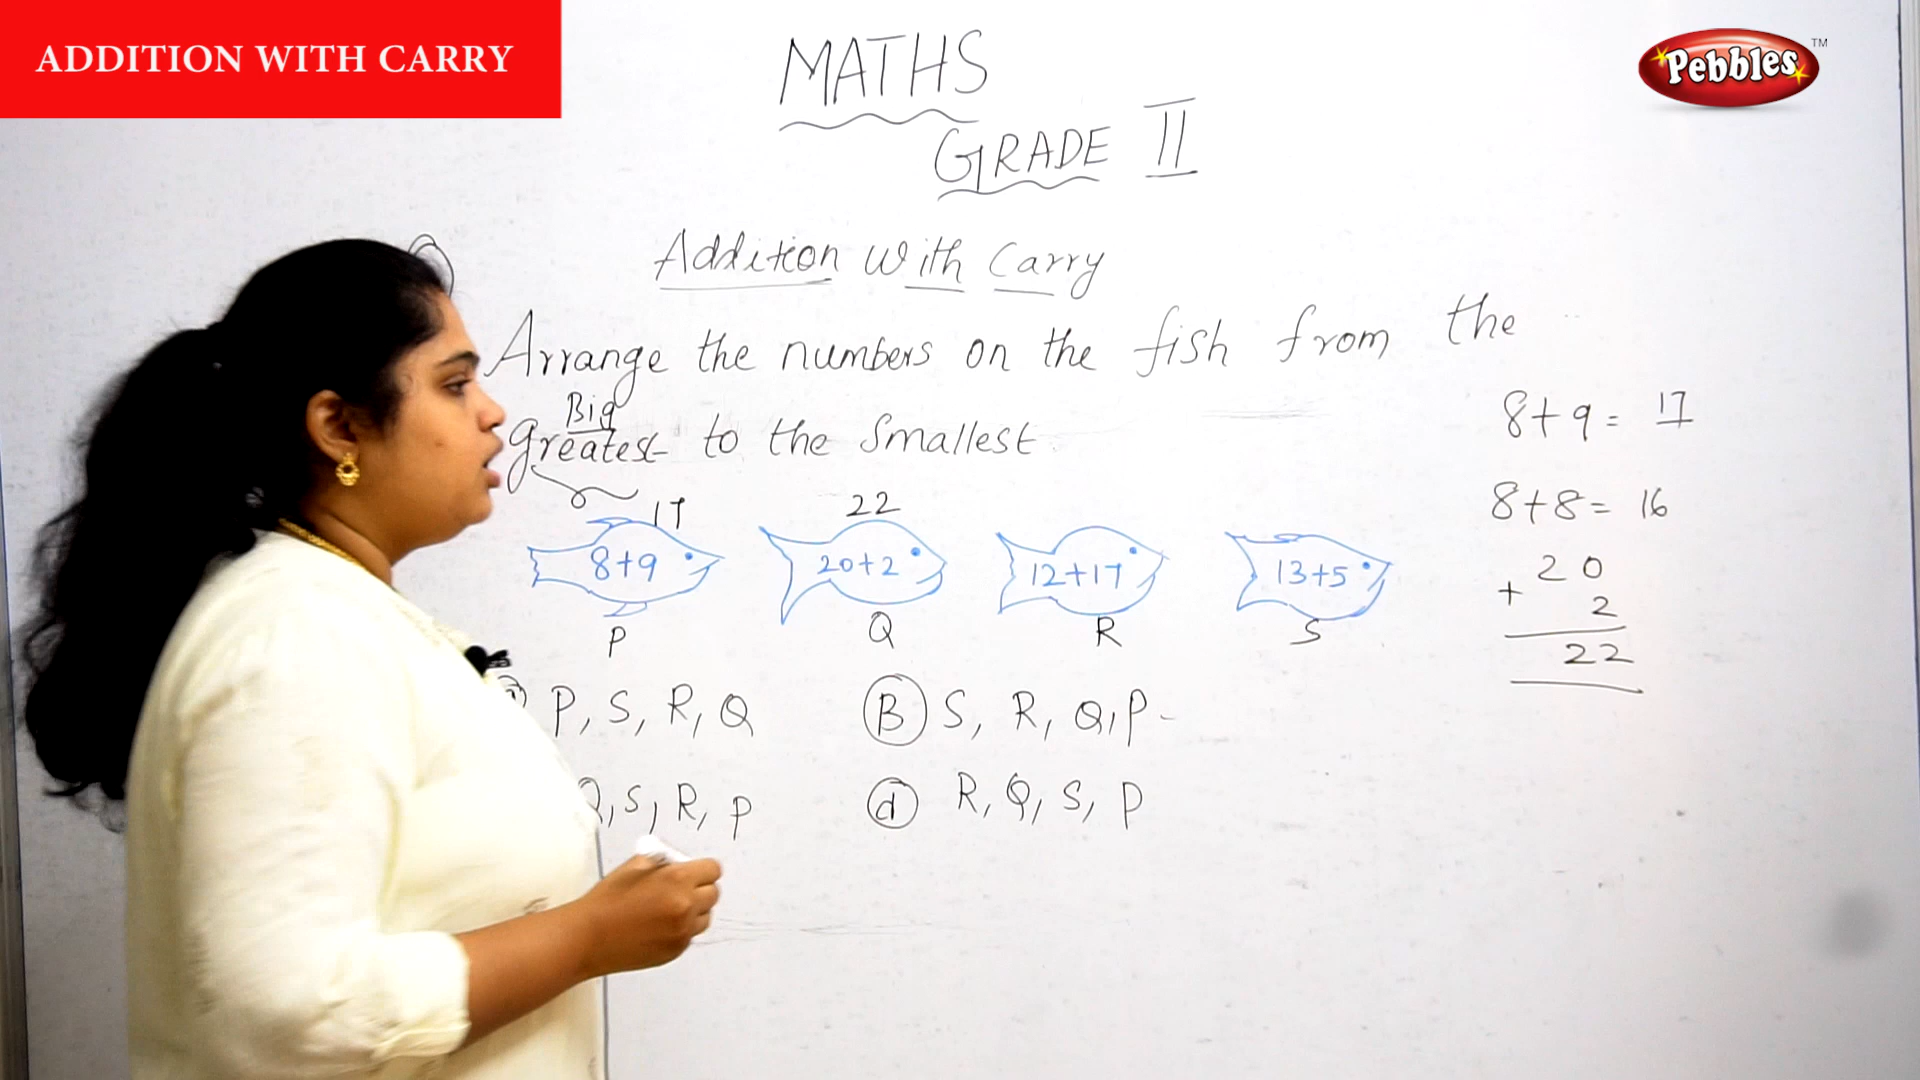 ADDITION WITH CARRY
Pebbles™
MATHS
GRADE II
Addition With Carry
Arrange the numbers on the fish from the
Big
greatest to the Smallest
8+9= 17
8+8= 16
20
+ 2
22
17 22
8+9 20+2 12+17 13+5
P Q R S
P, S, R, Q B S, R, Q, P-
Q, S, R, P d R, Q, S, P